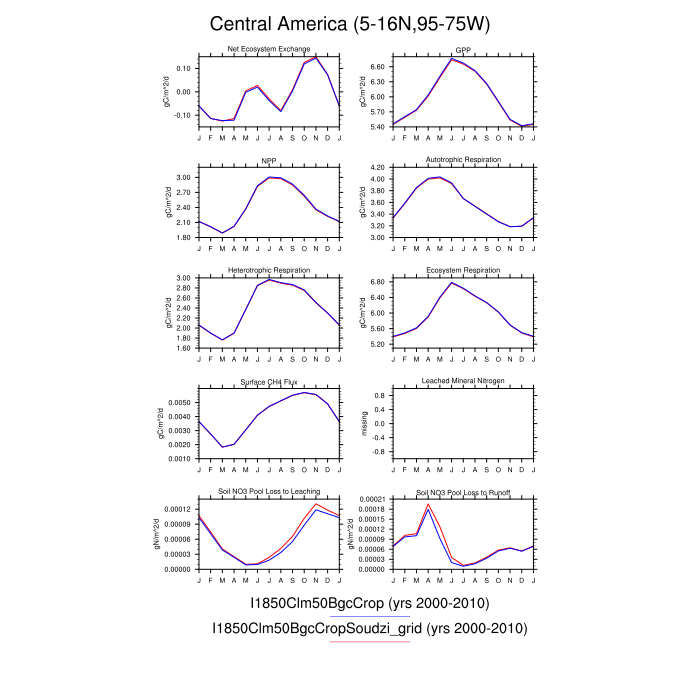 Central America (5-16N,95-75W)
Net Ecosystem Exchange
gC/m^2/d
0.10
0.00
-0.10
J F M A M J J A S O N D J
GPP
gC/m^2/d
6.60
6.30
6.00
5.70
5.40
J F M A M J J A S O N D J
NPP
gC/m^2/d
3.00
2.70
2.40
2.10
1.80
J F M A M J J A S O N D J
Autotrophic Respiration
gC/m^2/d
4.20
4.00
3.80
3.60
3.40
3.20
3.00
J F M A M J J A S O N D J
Heterotrophic Respiration
gC/m^2/d
3.00
2.80
2.60
2.40
2.20
2.00
1.80
1.60
J F M A M J J A S O N D J
Ecosystem Respiration
gC/m^2/d
6.80
6.40
6.00
5.60
5.20
J F M A M J J A S O N D J
Surface CH4 Flux
gC/m^2/d
0.0050
0.0040
0.0030
0.0020
0.0010
J F M A M J J A S O N D J
Leached Mineral Nitrogen
missing
0.8
0.4
0.0
-0.4
-0.8
J F M A M J J A S O N D J
Soil NO3 Pool Loss to Leaching
gN/m^2/d
0.00012
0.00009
0.00006
0.00003
0.00000
J F M A M J J A S O N D J
Soil NO3 Pool Loss to Runoff
gN/m^2/d
0.00021
0.00018
0.00015
0.00012
0.00009
0.00006
0.00003
0.00000
J F M A M J J A S O N D J
I1850Clm50BgcCrop (yrs 2000-2010)
I1850Clm50BgcCropSoudzi_grid (yrs 2000-2010)